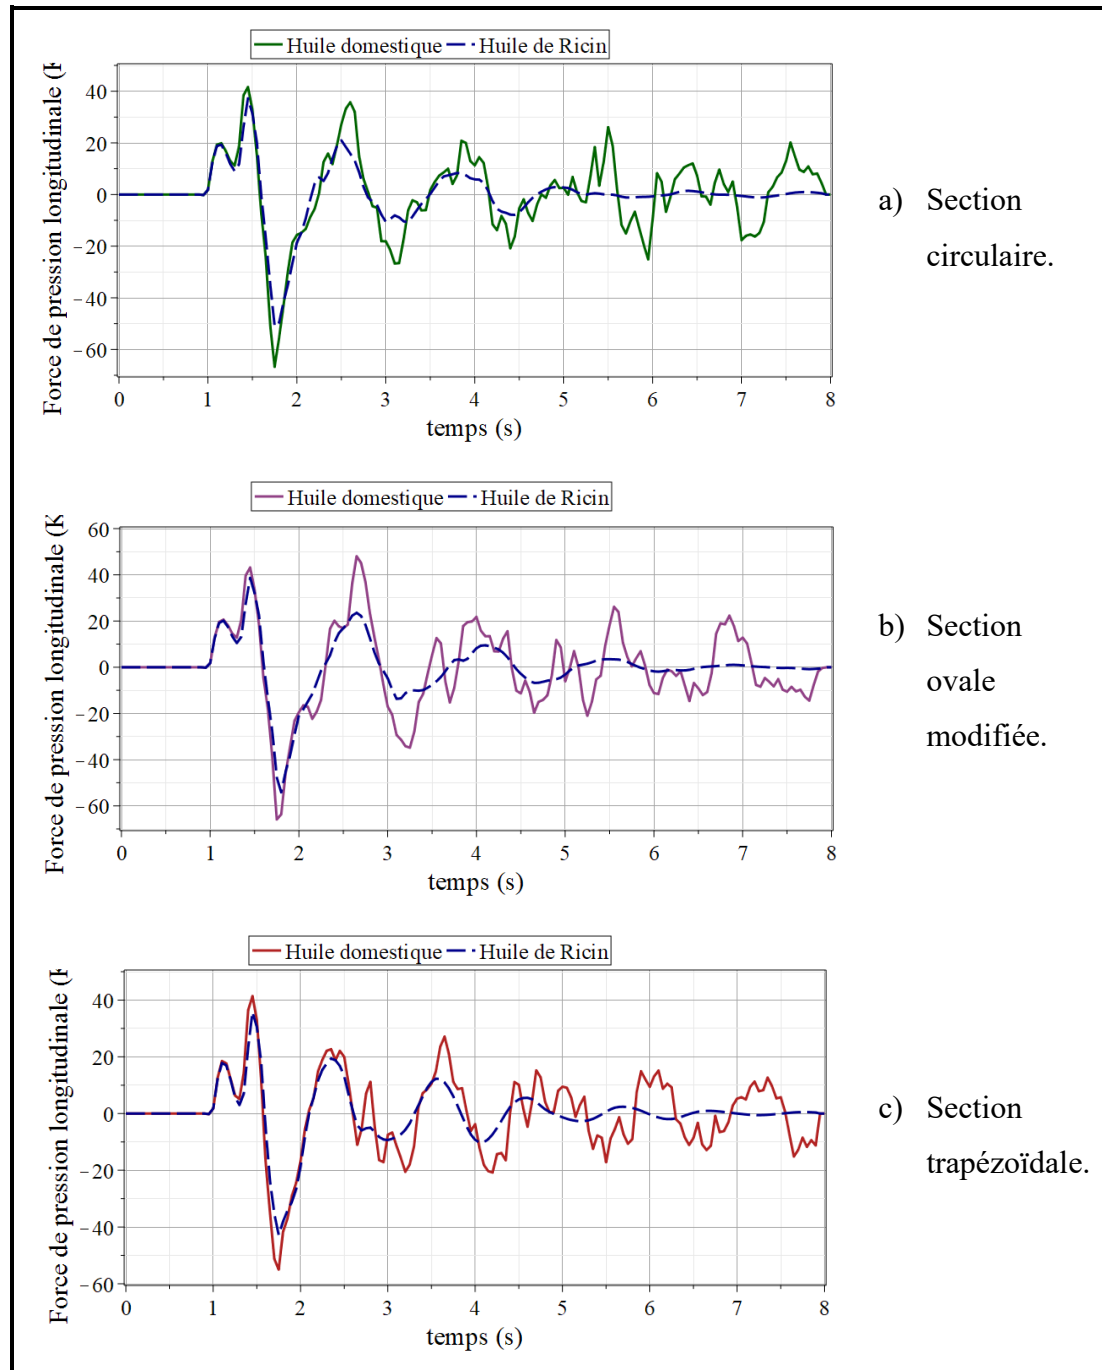 Huile domestique Huile de Ricin
Force de pression longitudinale (
40
20
0
−20
−40
−60
0 1 2 3 4 5 6 7 8
temps (s)
a) Section
circulaire.
Huile domestique Huile de Ricin
Force de pression longitudinale (K
60
40
20
0
−20
−40
−60
0 1 2 3 4 5 6 7 8
temps (s)
b) Section
ovale
modifiée.
Huile domestique Huile de Ricin
Force de pression longitudinale (
40
20
0
−20
−40
−60
0 1 2 3 4 5 6 7 8
temps (s)
c) Section
trapézoïdale.